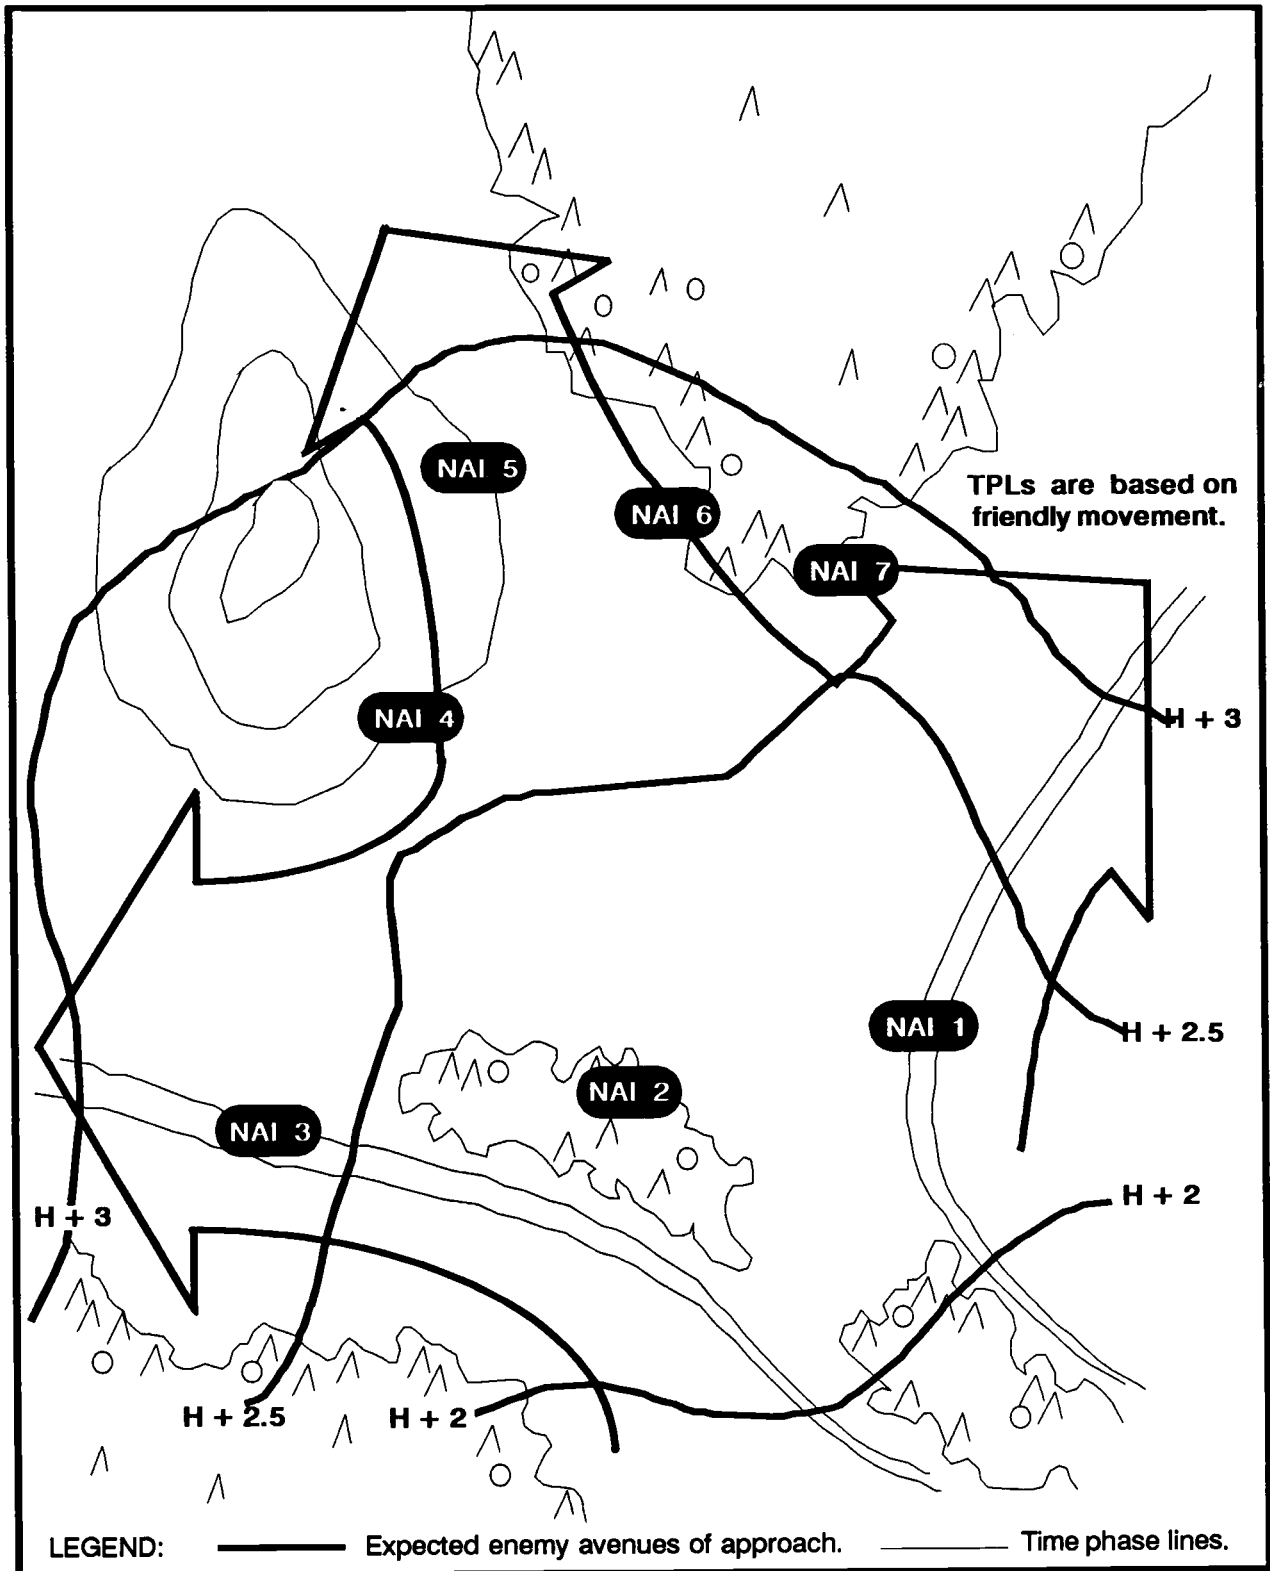 NAI 5
TPLs are based on
friendly movement.
NAI 6
NAI 7
NAI 4
H + 3
NAI 1
H + 2.5
NAI 2
NAI 3
H + 2
H + 3
H + 2.5
H + 2
LEGEND: Expected enemy avenues of approach. Time phase lines.